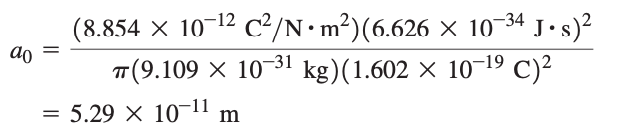 a₀ = (8.854 × 10⁻¹² C²/N·m²)(6.626 × 10⁻³⁴ J·s)² / π(9.109 × 10⁻³¹ kg)(1.602 × 10⁻¹⁹ C)²
= 5.29 × 10⁻¹¹ m